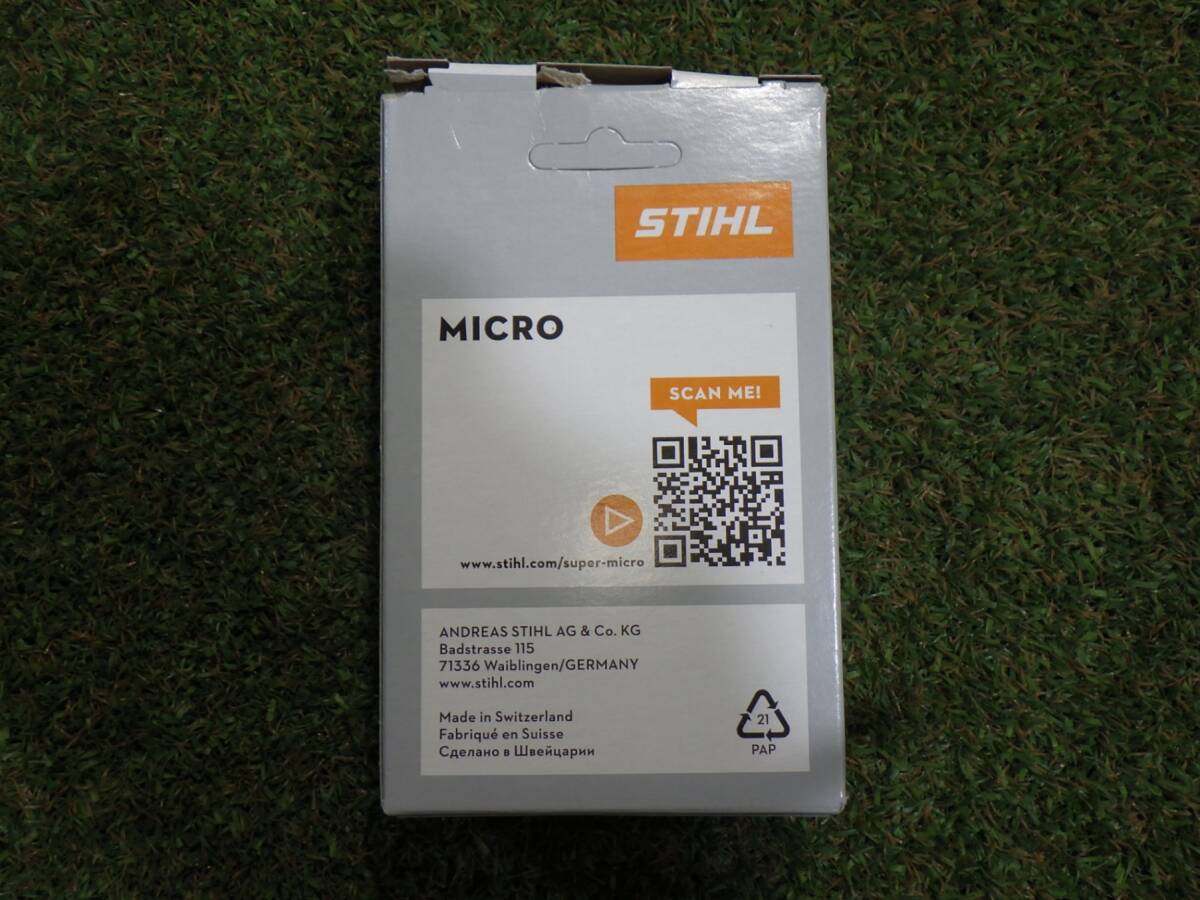 STIHL
MICRO
SCAN ME!
www.stihl.com/super-micro
ANDREAS STIHL AG & Co. KG
Badstrasse 115
71336 Waiblingen/GERMANY
www.stihl.com
Made in Switzerland
Fabriqué en Suisse
Сделано в Швейцарии
21
PAP